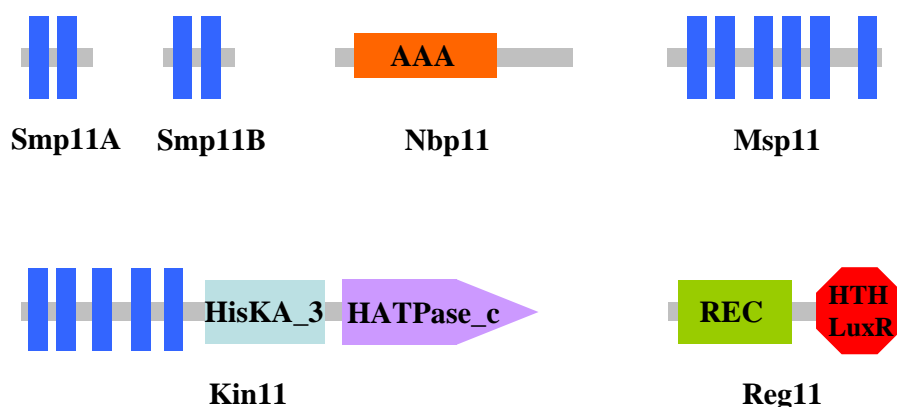 AAA
Smp11A Smp11B Nbp11 Msp11
HisKA_3 HATPase_c REC HTH
LuxR
Kin11 Reg11